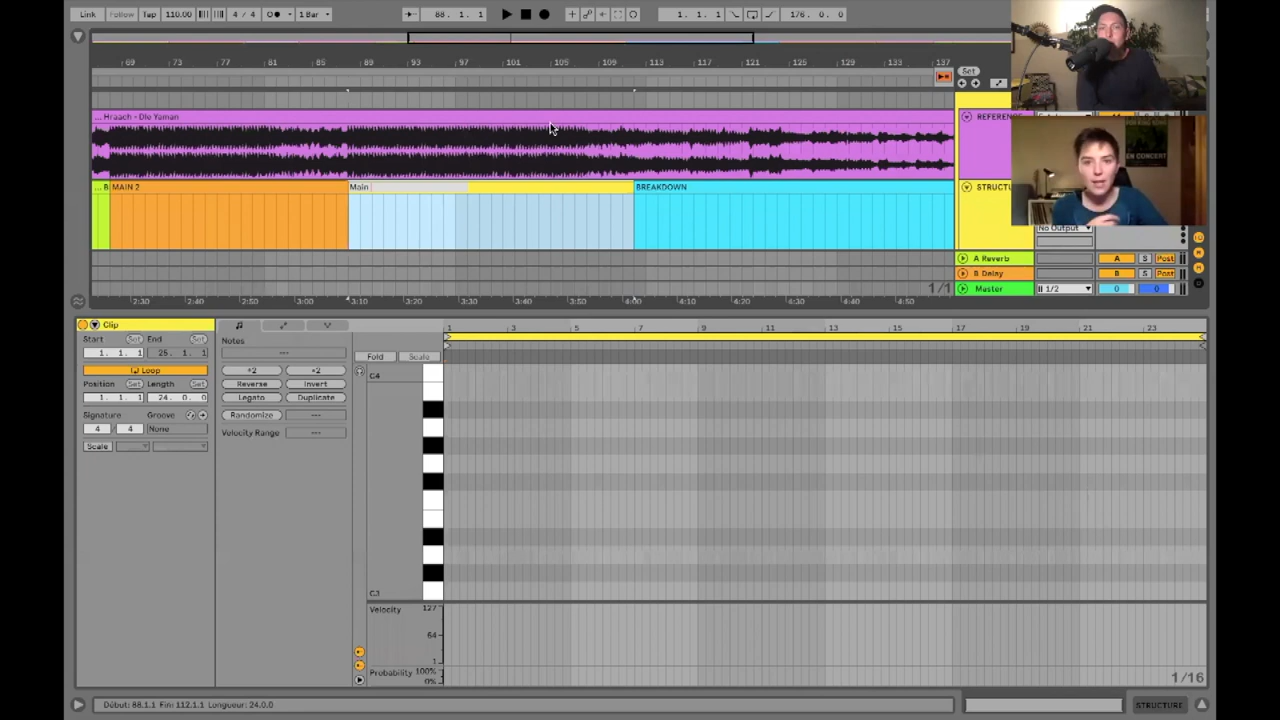 Link Follow Tap 110.00 4 / 4 1 Bar 88. 1. 1 1. 1. 1 176. 0. 0
69 73 77 81 85 89 93 97 101 105 109 113 117 121 125 129 133 137
Set
... Hraach - Dle Yaman
REFEREN
... B MAIN 2 Main BREAKDOWN
STRUCTU
EN CONCERT
No Output
A Reverb A S Post
B Delay B S Post
Master 1/2 0 0
1/1
2:30 2:40 2:50 3:00 3:10 3:20 3:30 3:40 3:50 4:00 4:10 4:20 4:30 4:40 4:50
Clip
Start Set End Set
1. 1. 1 25. 1. 1
Loop
Position Set Length Set
1. 1. 1 24. 0. 0
Signature Groove
4 / 4 None
Scale
Notes
---
÷2 ×2
Reverse Invert
Legato Duplicate
Randomize ---
Velocity Range ---
1 3 5 7 9 11 13 15 17 19 21 23
Fold Scale
C4
C3
Velocity 127
64
1
Probability 100%
0%
1/16
Début: 88.1.1 Fin: 112.1.1 Longueur: 24.0.0
STRUCTURE